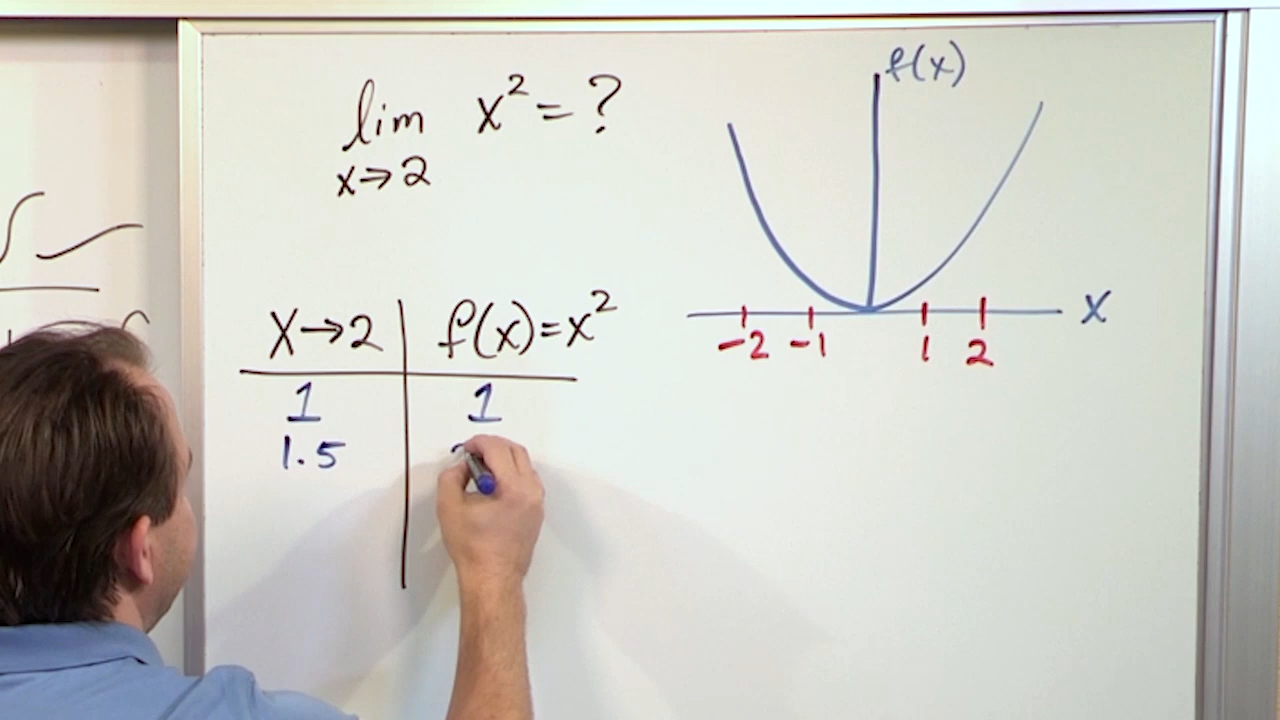 lim x² = ?
x→2
f(x)
x
-2 -1 1 2
X→2 f(x)=x²
1 1
1.5